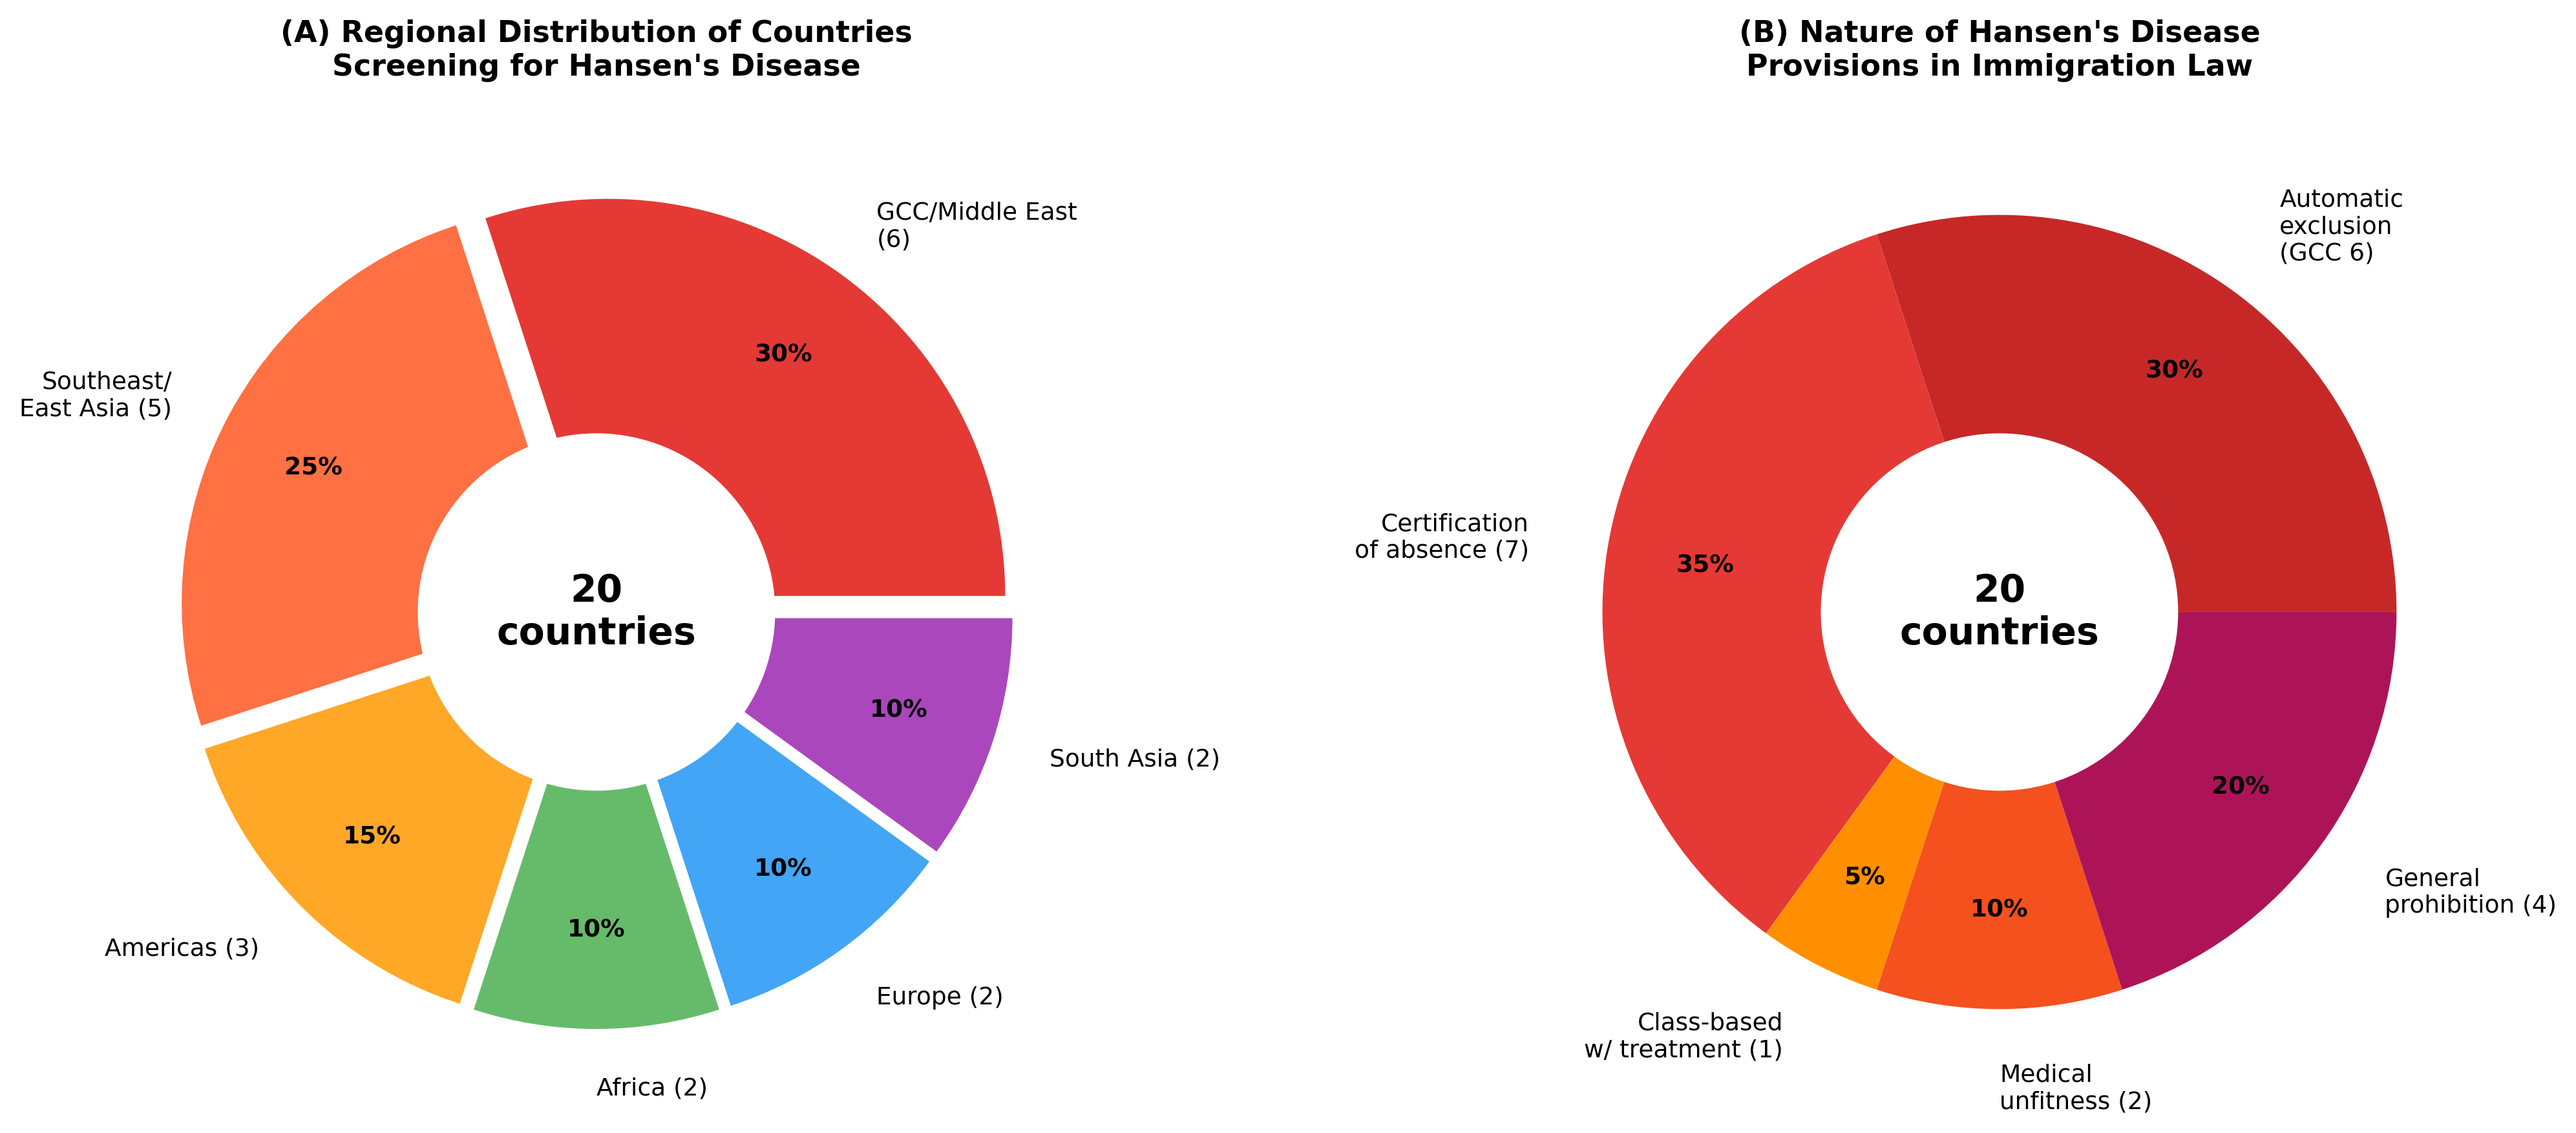 (A) Regional Distribution of Countries
Screening for Hansen's Disease
GCC/Middle East
(6)
30%
Southeast/
East Asia (5)
25%
20
countries
10%
South Asia (2)
15%
10%
Americas (3)
10%
Europe (2)
Africa (2)
(B) Nature of Hansen's Disease
Provisions in Immigration Law
Automatic
exclusion
(GCC 6)
30%
Certification
of absence (7)
35%
20
countries
20%
5%
10%
General
prohibition (4)
Class-based
w/ treatment (1)
Medical
unfitness (2)